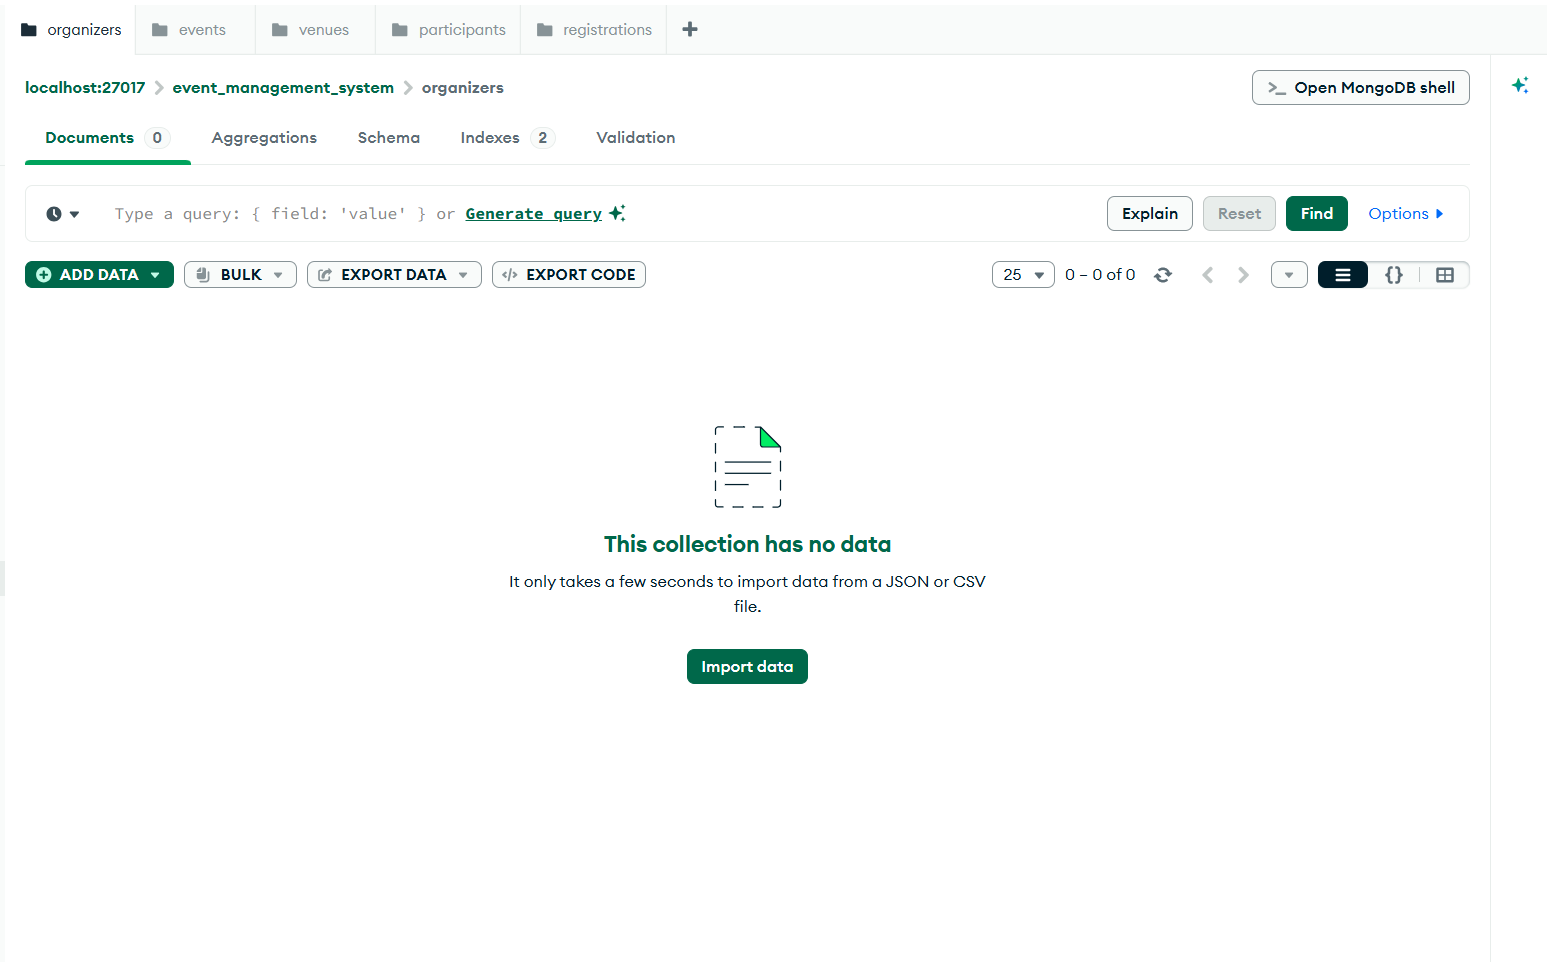 organizers events venues participants registrations
localhost:27017 event_management_system organizers >_ Open MongoDB shell
Documents 0 Aggregations Schema Indexes 2 Validation
Type a query: { field: 'value' } or Generate query Explain Reset Find Options
ADD DATA BULK EXPORT DATA </> EXPORT CODE 25 0 – 0 of 0 {}
This collection has no data
It only takes a few seconds to import data from a JSON or CSV
file.
Import data